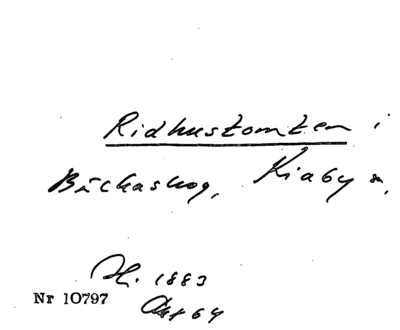 Ridhustomten i
Bäckaskog, Kiaby sn,
H. 1883
Nr 10797